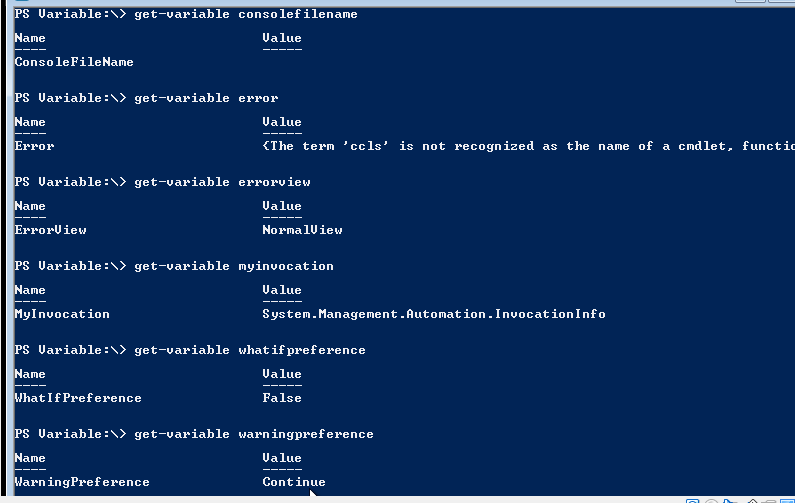 PS Variable:\> get-variable consolefilename
Name Value
---- -----
ConsoleFileName
PS Variable:\> get-variable error
Name Value
---- -----
Error {The term 'ccls' is not recognized as the name of a cmdlet, functio
PS Variable:\> get-variable errorview
Name Value
---- -----
ErrorView NormalView
PS Variable:\> get-variable myinvocation
Name Value
---- -----
MyInvocation System.Management.Automation.InvocationInfo
PS Variable:\> get-variable whatifpreference
Name Value
---- -----
WhatIfPreference False
PS Variable:\> get-variable warningpreference
Name Value
---- -----
WarningPreference Continue